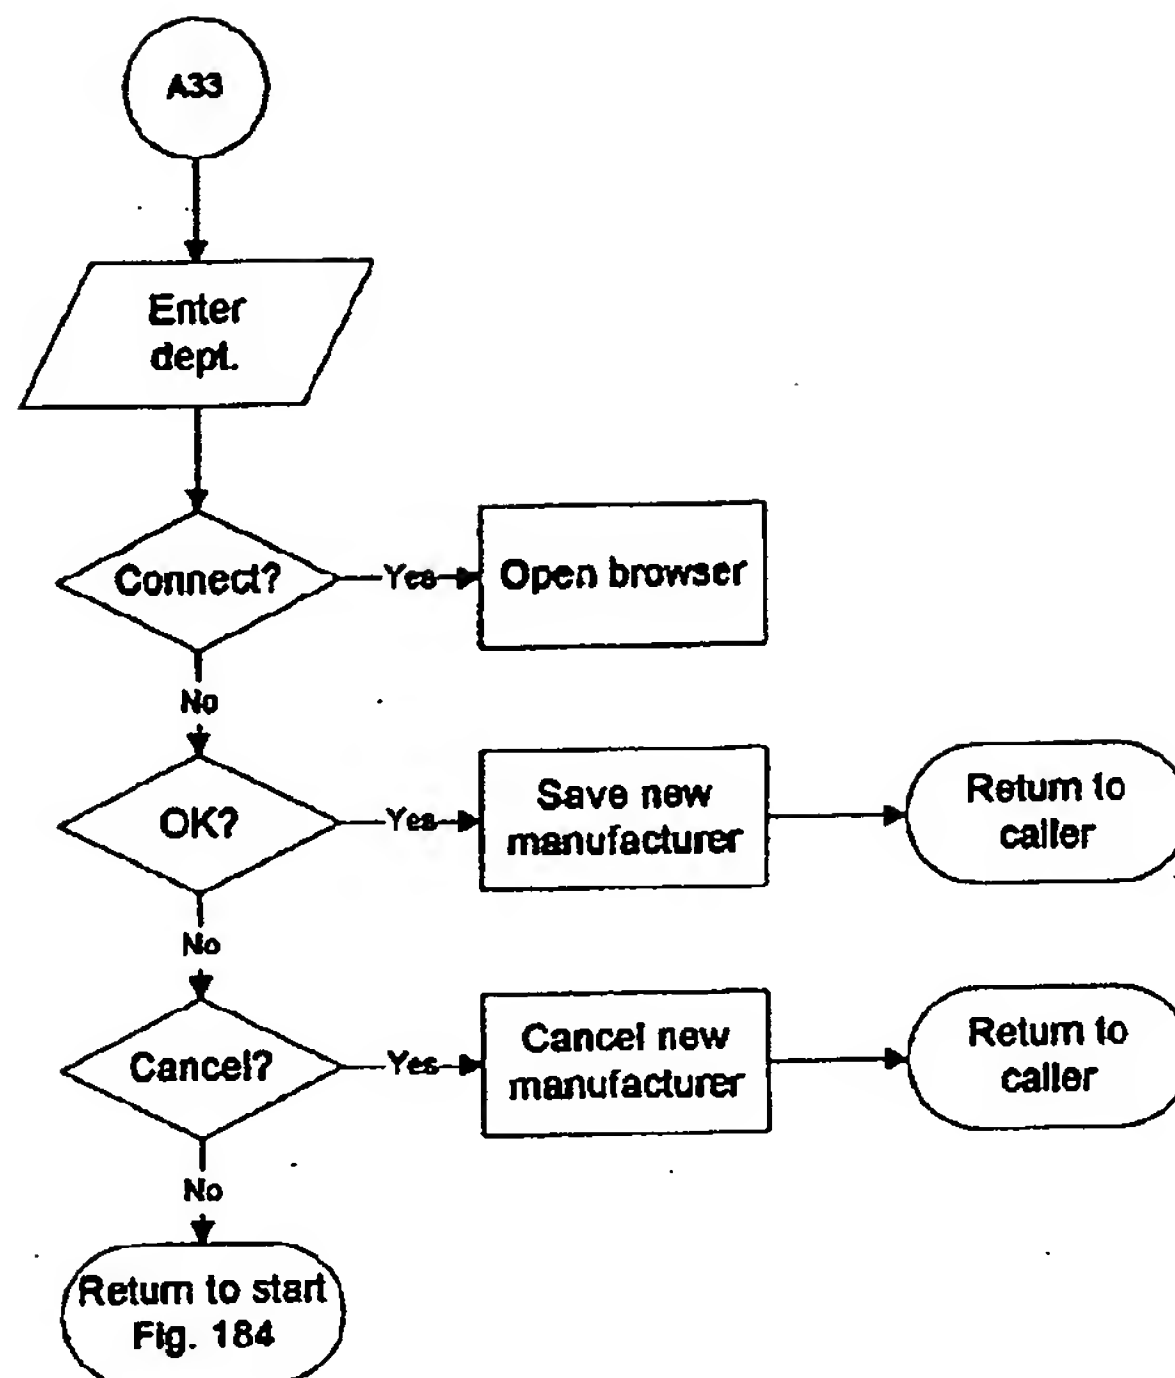 A33
Enter
dept.
Connect?
Yes
Open browser
No
OK?
Yes
Save new
manufacturer
Return to
caller
No
Cancel?
Yes
Cancel new
manufacturer
Return to
caller
No
Return to start
Fig. 184